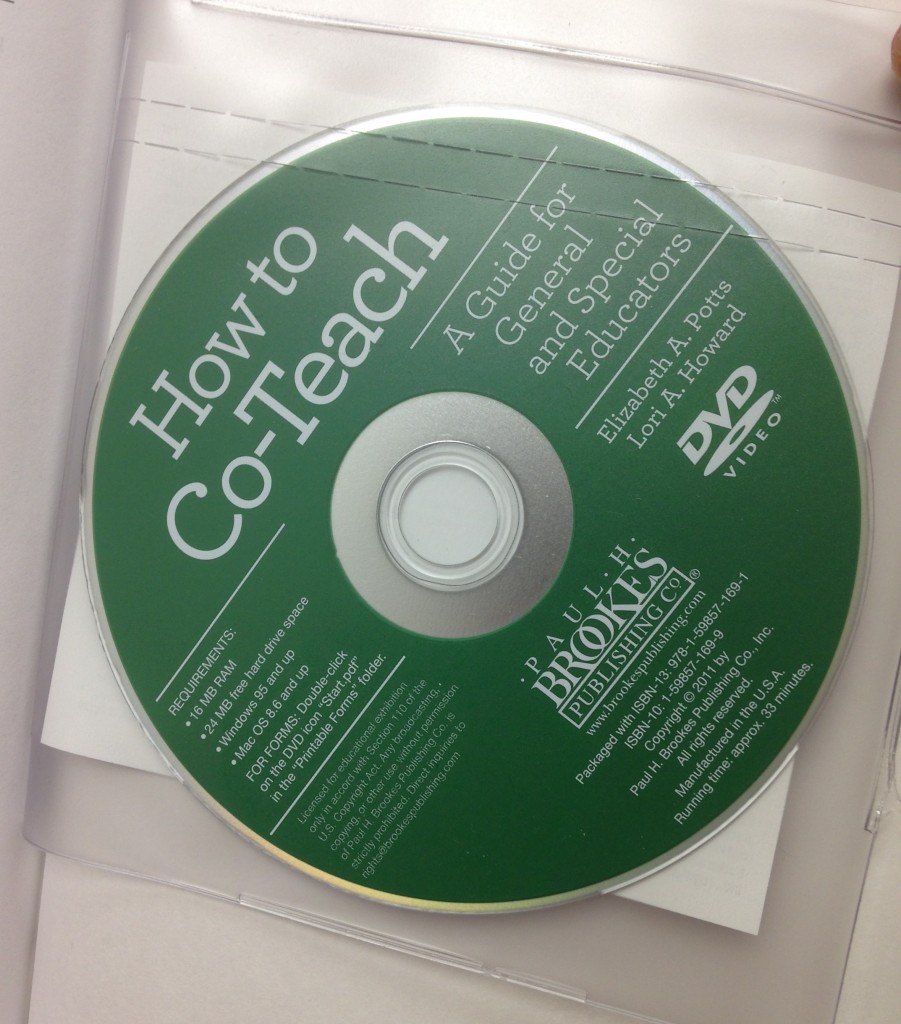 How to
Co-Teach
A Guide for
General
and Special
Educators
Elizabeth A. Potts
Lori A. Howard
DVD
VIDEO™
REQUIREMENTS:
• 16 MB RAM
• 24 MB free hard drive space
• Windows 95 and up
• Mac OS 8.6 and up
FOR FORMS: Double-click
on the DVD icon “Start.pdf”
in the “Printable Forms” folder.
Licensed for educational exhibition
only in accord with Section 110 of the
U.S. Copyright Act. Any broadcasting,
copying, or other use without permission
of Paul H. Brookes Publishing Co. is
strictly prohibited. Direct inquiries to
rights@brookespublishing.com
·PAUL·H·
BROOKES
PUBLISHING CO®
www.brookespublishing.com
Packaged with ISBN-13: 978-1-59857-169-1
ISBN-10: 1-59857-169-9
Copyright © 2011 by
Paul H. Brookes Publishing Co., Inc.
All rights reserved.
Manufactured in the U.S.A.
Running time: approx. 33 minutes.